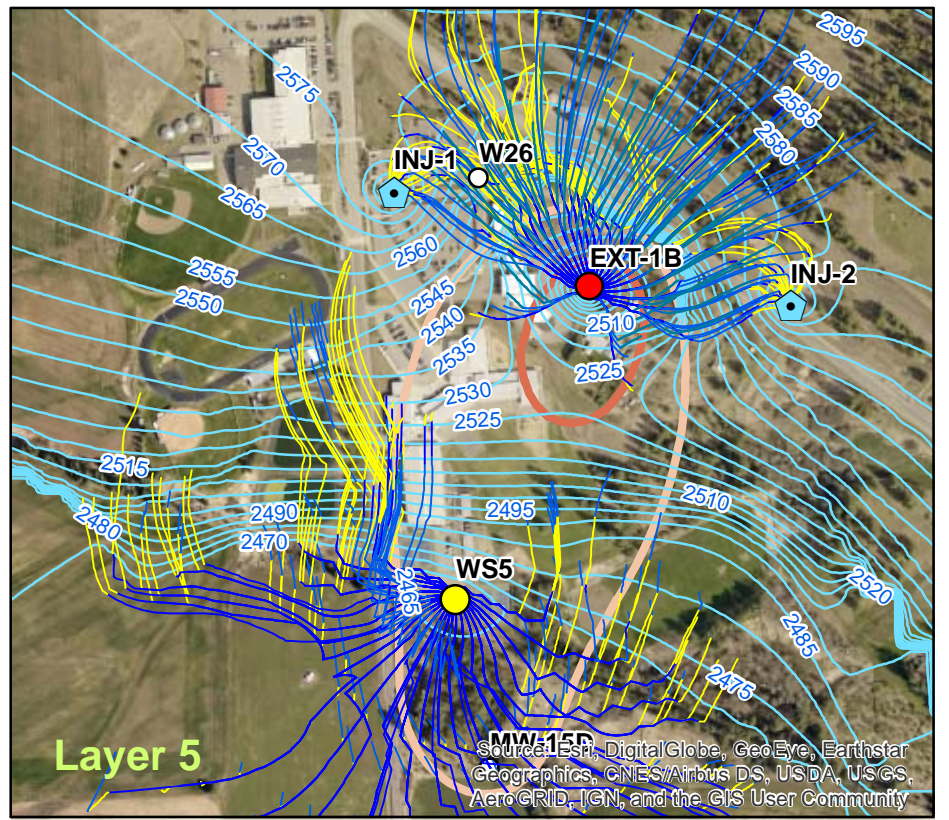 2595
2590
2575
2585
2580
INJ-1
W26
2570
2565
2560
EXT-1B
INJ-2
2555
2545
2550
2540
2510
2535
2525
2530
2525
2515
2510
2495
2480
2490
2470
WS5
2465
2520
2485
2475
MW-15D
Layer 5
Source: Esri, DigitalGlobe, GeoEye, Earthstar
Geographics, CNES/Airbus DS, USDA, USGS,
AeroGRID, IGN, and the GIS User Community